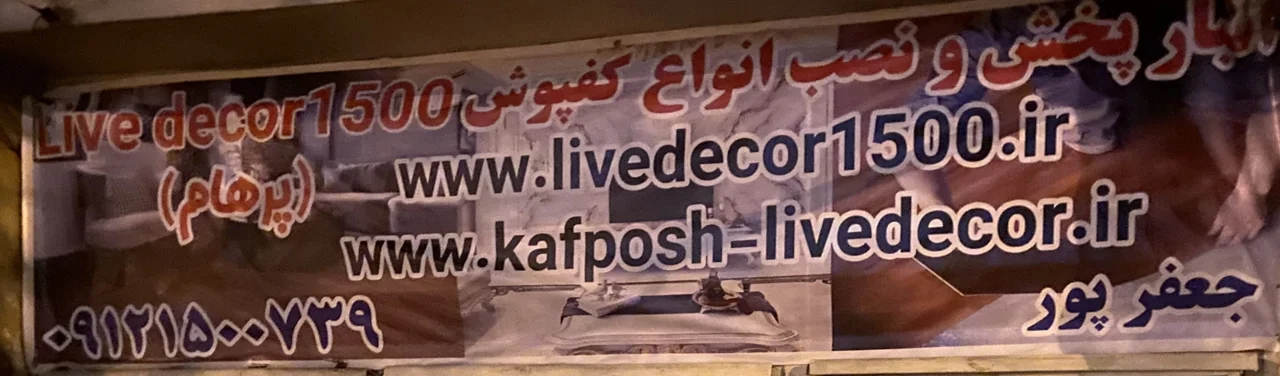 انبار پخش و نصب انواع کفپوش Live decor1500
(پرهام)
www.livedecor1500.ir
www.kafposh-livedecor.ir
جعفر پور
۰۹۱۲۱۵۰۰۷۳۹